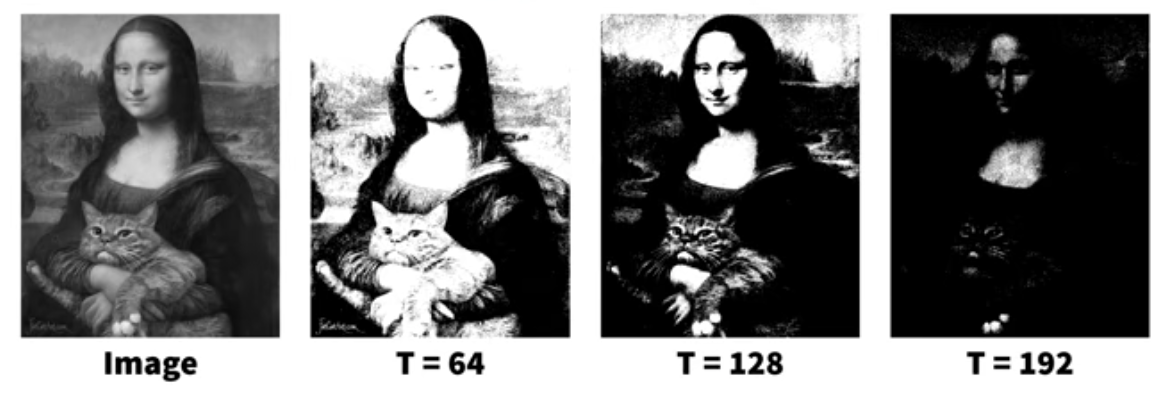 Image
T = 64
T = 128
T = 192